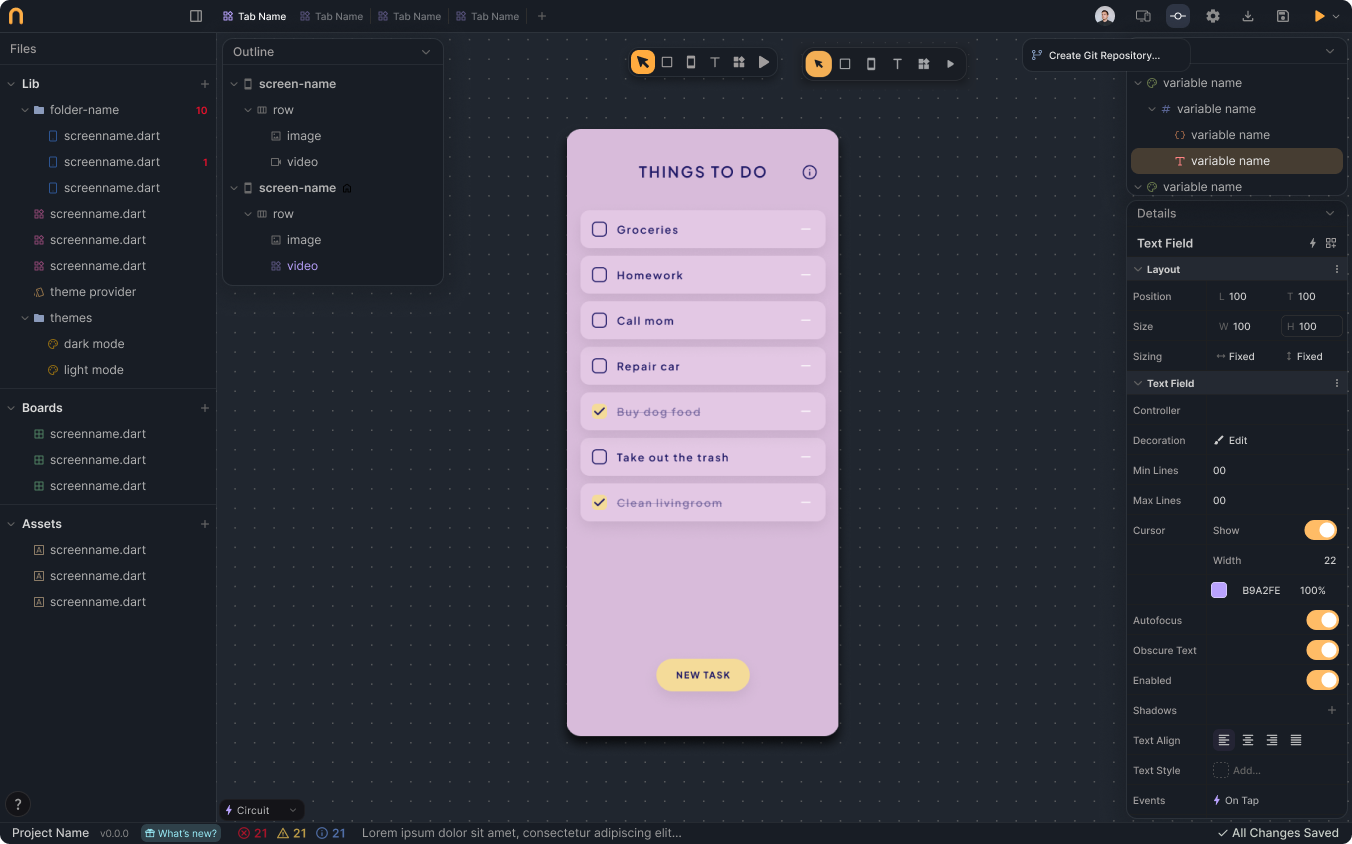 Tab Name
Tab Name
Tab Name
Tab Name
Files
Lib
folder-name 10
screenname.dart
screenname.dart 1
screenname.dart
screenname.dart
screenname.dart
screenname.dart
theme provider
themes
dark mode
light mode
Boards
screenname.dart
screenname.dart
screenname.dart
Assets
screenname.dart
screenname.dart
screenname.dart
?
Outline
screen-name
row
image
video
screen-name
row
image
video
THINGS TO DO
Groceries
Homework
Call mom
Repair car
Buy dog food
Take out the trash
Clean livingroom
NEW TASK
Circuit
Create Git Repository...
variable name
variable name
variable name
variable name
variable name
Details
Text Field
Layout
Position L 100 T 100
Size W 100 H 100
Sizing Fixed Fixed
Text Field
Controller
Decoration Edit
Min Lines 00
Max Lines 00
Cursor Show
Width 22
B9A2FE 100%
Autofocus
Obscure Text
Enabled
Shadows
Text Align
Text Style Add...
Events On Tap
Project Name v0.0.0 What's new? 21 21 21 Lorem ipsum dolor sit amet, consectetur adipiscing elit... All Changes Saved